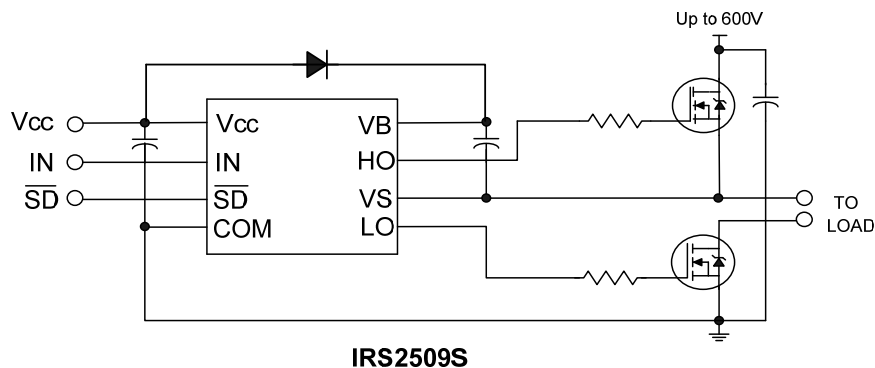 Up to 600V
Vcc
Vcc
VB
IN
IN
HO
SD
SD
VS
COM
LO
TO
LOAD
IRS2509S